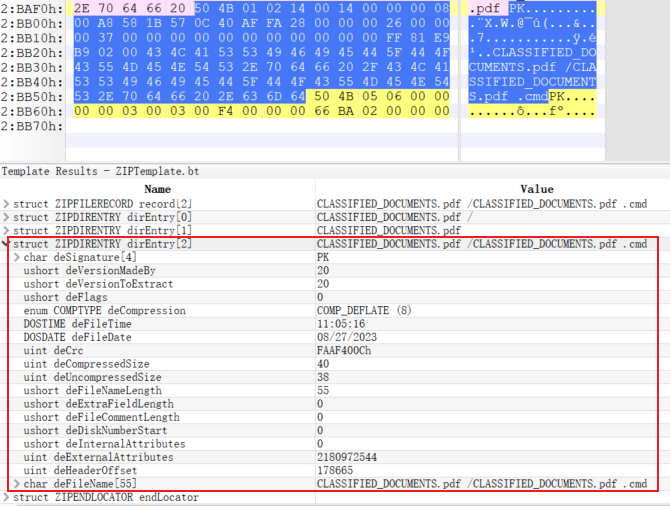 2:BAF0h: 2E 70 64 66 20 50 4B 01 02 14 00 14 00 00 00 08 .pdf PK..........
2:BB00h: 00 A8 58 1B 57 0C 40 AF FA 28 00 00 00 26 00 00 .¨X.W.@¯ú(...&..
2:BB10h: 00 37 00 00 00 00 00 00 00 00 00 00 00 FF 81 E9 .7...........ÿ.é
2:BB20h: B9 02 00 43 4C 41 53 53 49 46 49 45 44 5F 44 4F ¹..CLASSIFIED_DO
2:BB30h: 43 55 4D 45 4E 54 53 2E 70 64 66 20 2F 43 4C 41 CUMENTS.pdf /CLA
2:BB40h: 53 53 49 46 49 45 44 5F 44 4F 43 55 4D 45 4E 54 SSIFIED_DOCUMENT
2:BB50h: 53 2E 70 64 66 20 2E 63 6D 64 50 4B 05 06 00 00 S.pdf .cmdPK....
2:BB60h: 00 00 03 00 03 00 F4 00 00 00 66 BA 02 00 00 00 ......ô...fº....
2:BB70h:
Template Results - ZIPTemplate.bt
Name Value
struct ZIPFILERECORD record[2] CLASSIFIED_DOCUMENTS.pdf /CLASSIFIED_DOCUMENTS.pdf .cmd
struct ZIPDIRENTRY dirEntry[0] CLASSIFIED_DOCUMENTS.pdf /
struct ZIPDIRENTRY dirEntry[1] CLASSIFIED_DOCUMENTS.pdf
struct ZIPDIRENTRY dirEntry[2] CLASSIFIED_DOCUMENTS.pdf /CLASSIFIED_DOCUMENTS.pdf .cmd
char deSignature[4] PK
ushort deVersionMadeBy 20
ushort deVersionToExtract 20
ushort deFlags 0
enum COMPTYPE deCompression COMP_DEFLATE (8)
DOSTIME deFileTime 11:05:16
DOSDATE deFileDate 08/27/2023
uint deCrc FAAF400Ch
uint deCompressedSize 40
uint deUncompressedSize 38
ushort deFileNameLength 55
ushort deExtraFieldLength 0
ushort deFileCommentLength 0
ushort deDiskNumberStart 0
ushort deInternalAttributes 0
uint deExternalAttributes 2180972544
uint deHeaderOffset 178665
char deFileName[55] CLASSIFIED_DOCUMENTS.pdf /CLASSIFIED_DOCUMENTS.pdf .cmd
struct ZIPENDLOCATOR endLocator